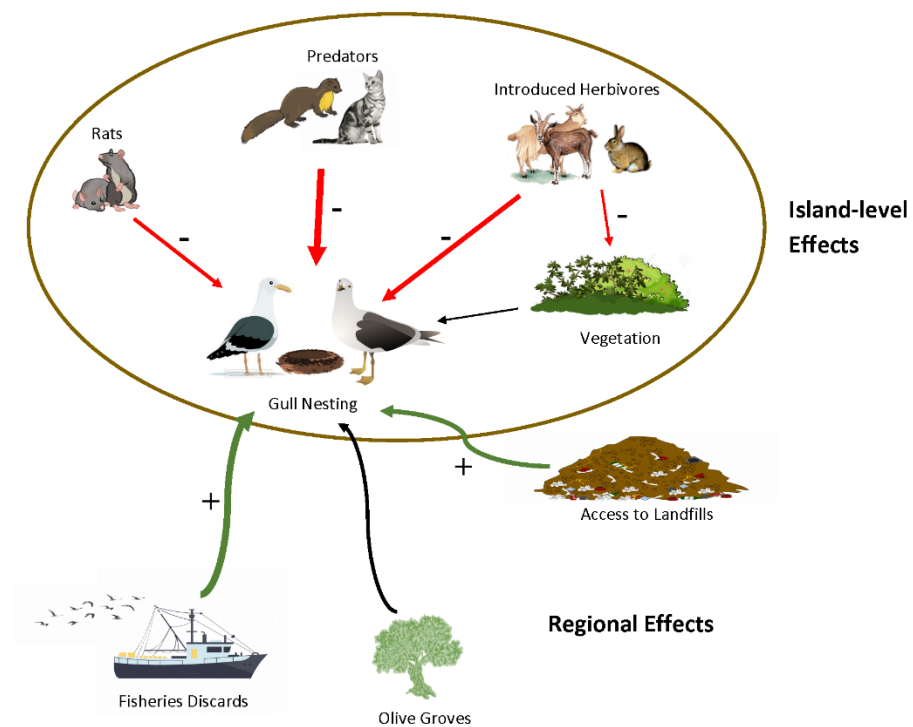 Predators
Introduced Herbivores
Rats
-
-
-
-
Island-level
Effects
Vegetation
Gull Nesting
+
+
Access to Landfills
Regional Effects
Fisheries Discards
Olive Groves